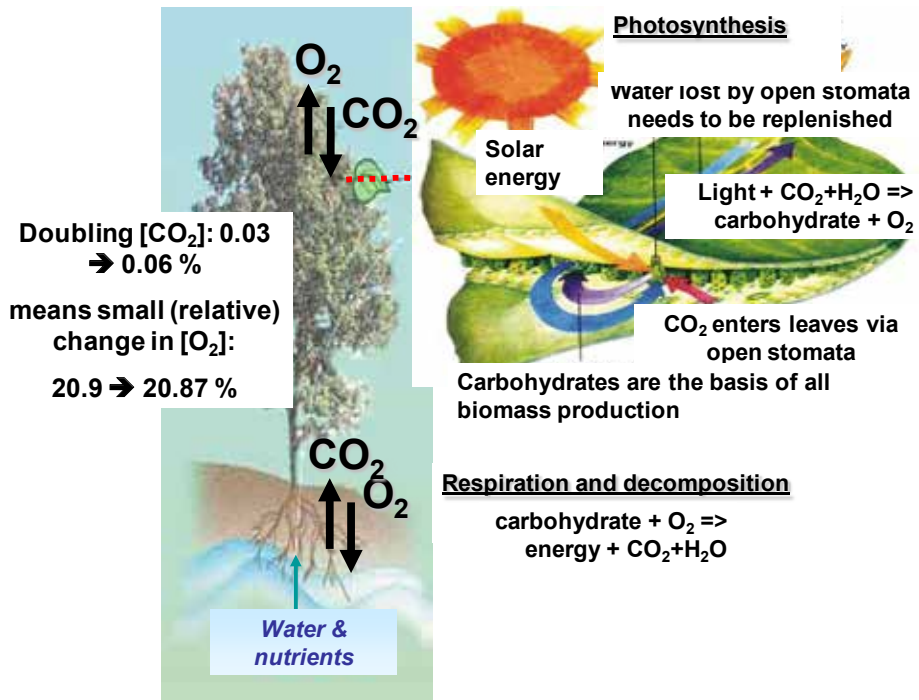 Photosynthesis
O₂
CO₂
Water lost by open stomata
needs to be replenished
Solar
energy
Light + CO₂+H₂O =>
carbohydrate + O₂
Doubling [CO₂]: 0.03
➔ 0.06 %
means small (relative)
change in [O₂]:
20.9 ➔ 20.87 %
CO₂ enters leaves via
open stomata
Carbohydrates are the basis of all
biomass production
CO₂
O₂
Respiration and decomposition
carbohydrate + O₂ =>
energy + CO₂+H₂O
Water &
nutrients